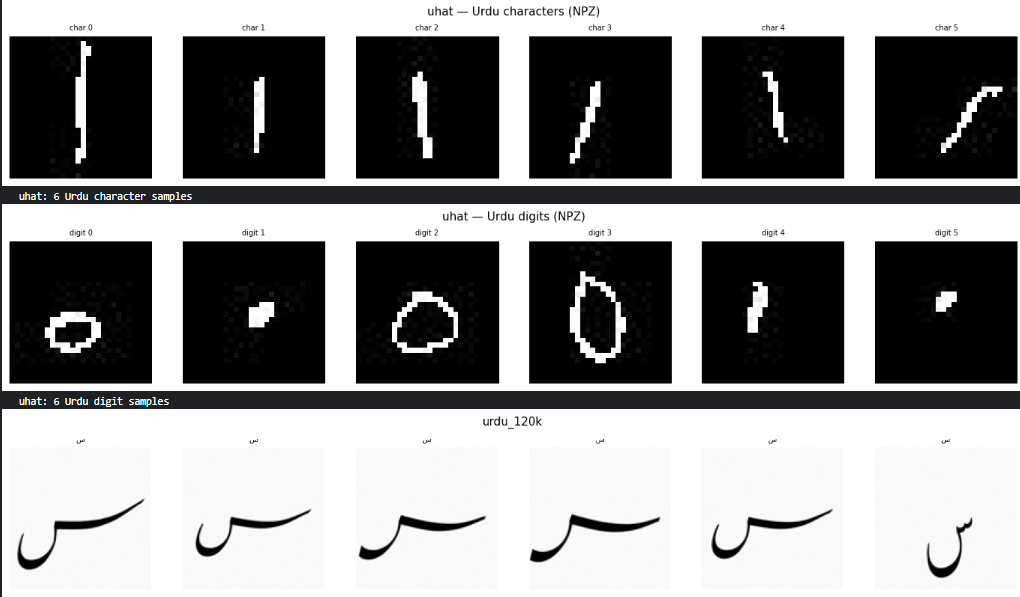 uhat — Urdu characters (NPZ)
char 0 char 1 char 2 char 3 char 4 char 5
uhat: 6 Urdu character samples
uhat — Urdu digits (NPZ)
digit 0 digit 1 digit 2 digit 3 digit 4 digit 5
uhat: 6 Urdu digit samples
urdu_120k
س س س س س س
س س س س س س